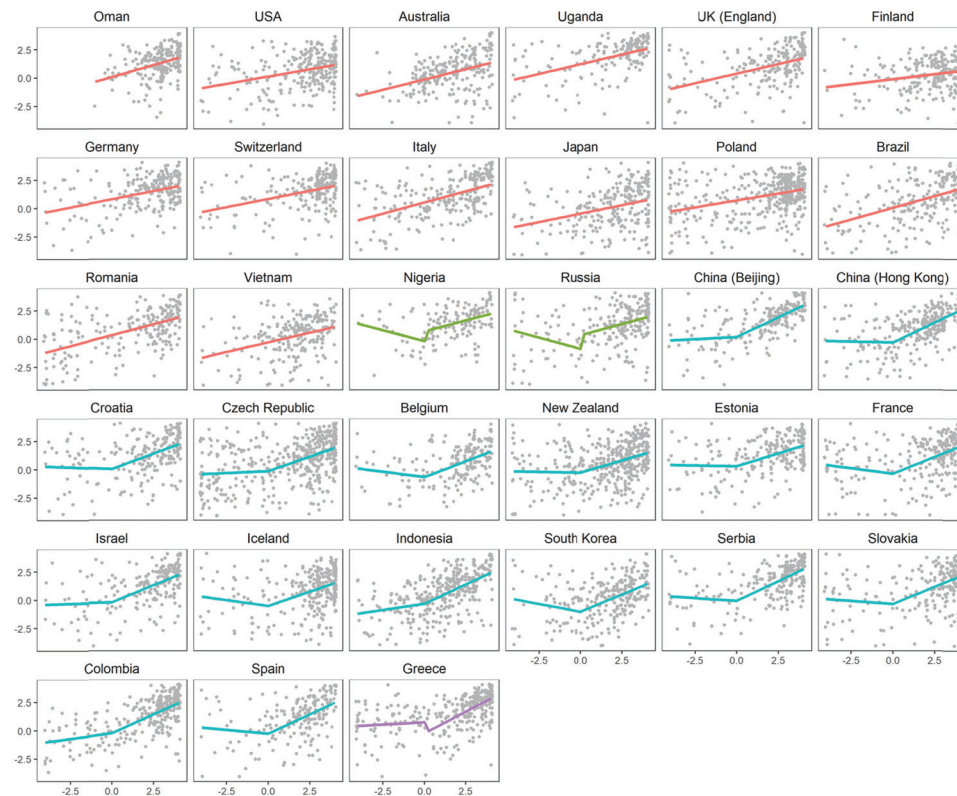 Oman USA Australia Uganda UK (England) Finland
2.5
0.0
-2.5
Germany Switzerland Italy Japan Poland Brazil
2.5
0.0
-2.5
Romania Vietnam Nigeria Russia China (Beijing) China (Hong Kong)
2.5
0.0
-2.5
Croatia Czech Republic Belgium New Zealand Estonia France
2.5
0.0
-2.5
Israel Iceland Indonesia South Korea Serbia Slovakia
2.5
0.0
-2.5
-2.5 0.0 2.5 -2.5 0.0 2.5 -2.5 0.0 2.5
Colombia Spain Greece
2.5
0.0
-2.5
-2.5 0.0 2.5 -2.5 0.0 2.5 -2.5 0.0 2.5